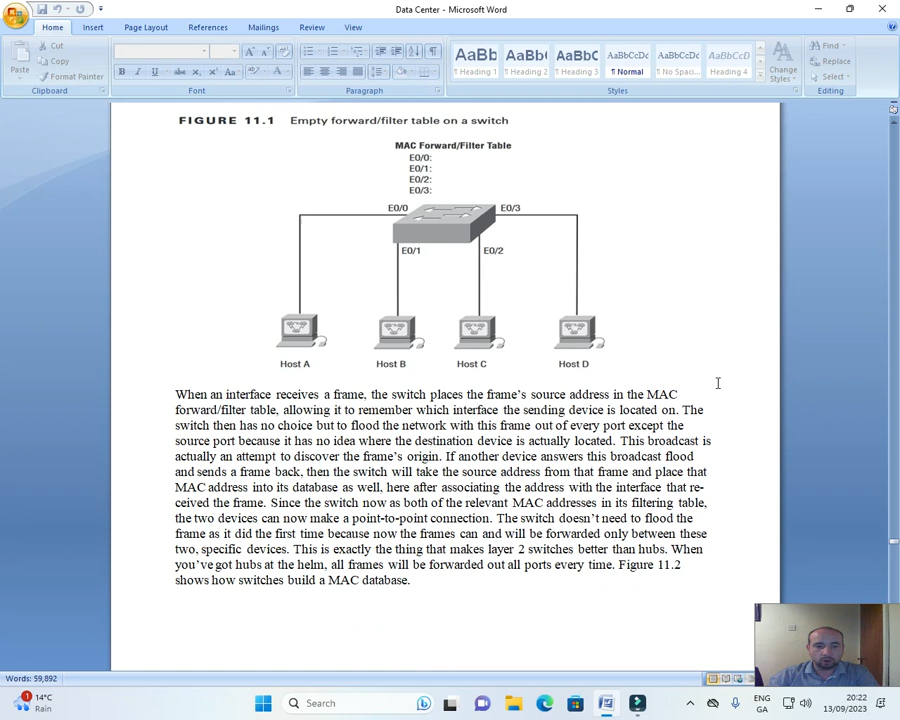 Data Center - Microsoft Word
Home Insert Page Layout References Mailings Review View
Paste
Cut
Copy
Format Painter
Clipboard
Font
Paragraph
AaBb AaBbC AaBbC AaBbCcDc AaBbCcDc AaBbCcD
¶ Heading 1 ¶ Heading 2 ¶ Heading 3 ¶ Normal ¶ No Spaci... Heading 4
Change
Styles
Styles
Find
Replace
Select
Editing
FIGURE 11.1 Empty forward/filter table on a switch
MAC Forward/Filter Table
E0/0:
E0/1:
E0/2:
E0/3:
E0/0 E0/3
E0/1 E0/2
Host A Host B Host C Host D
When an interface receives a frame, the switch places the frame's source address in the MAC
forward/filter table, allowing it to remember which interface the sending device is located on. The
switch then has no choice but to flood the network with this frame out of every port except the
source port because it has no idea where the destination device is actually located. This broadcast is
actually an attempt to discover the frame's origin. If another device answers this broadcast flood
and sends a frame back, then the switch will take the source address from that frame and place that
MAC address into its database as well, here after associating the address with the interface that re-
ceived the frame. Since the switch now as both of the relevant MAC addresses in its filtering table,
the two devices can now make a point-to-point connection. The switch doesn't need to flood the
frame as it did the first time because now the frames can and will be forwarded only between these
two, specific devices. This is exactly the thing that makes layer 2 switches better than hubs. When
you've got hubs at the helm, all frames will be forwarded out all ports every time. Figure 11.2
shows how switches build a MAC database.
Words: 59,892
1
14°C
Rain
Search
ENG
GA
20:22
13/09/2023